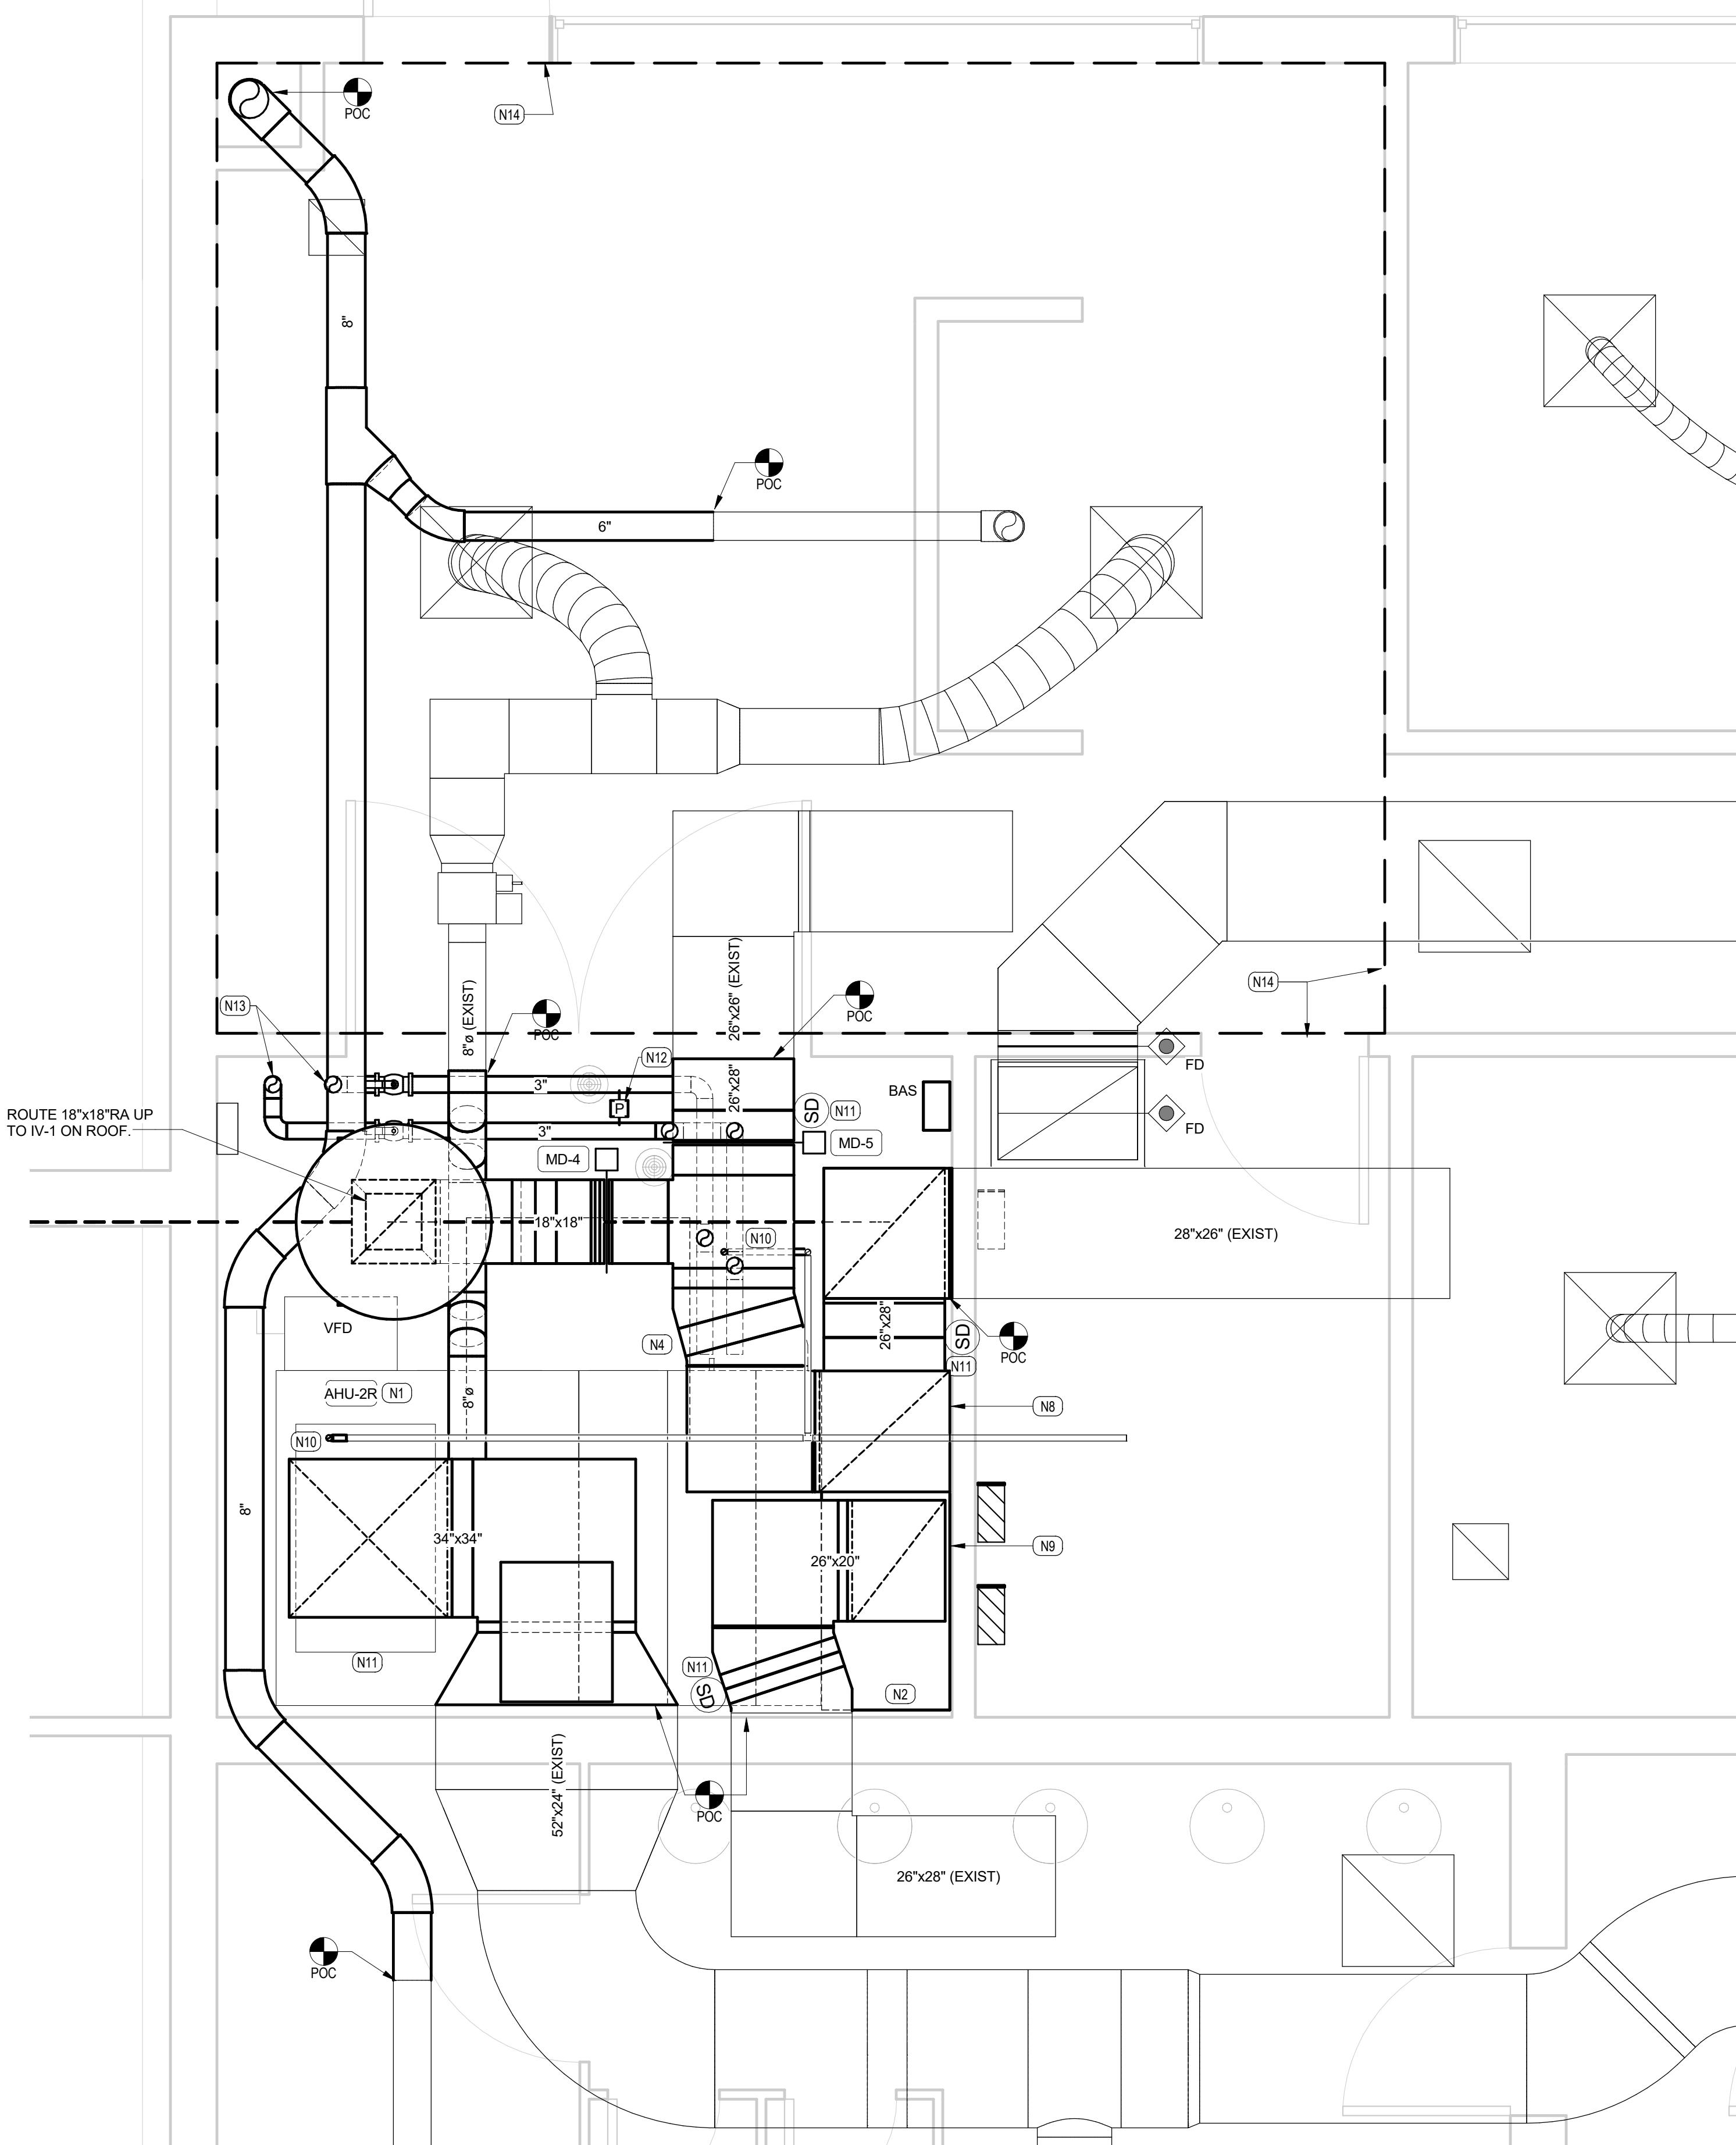 POC
N14
8"
POC
6"
26"x26" (EXIST)
8"ø (EXIST)
N14
N13
POC
POC
N12
FD
3"
26"x28"
SD
N11
BAS
ROUTE 18"x18"RA UP
TO IV-1 ON ROOF.
P
FD
3"
MD-5
MD-4
18"x18"
N10
28"x26" (EXIST)
VFD
26"x28"
SD
N4
POC
N11
AHU-2R
N1
8"ø
N8
N10
8"
34"x34"
26"x20"
N9
N11
N11
SD
N2
52"x24" (EXIST)
POC
26"x28" (EXIST)
POC